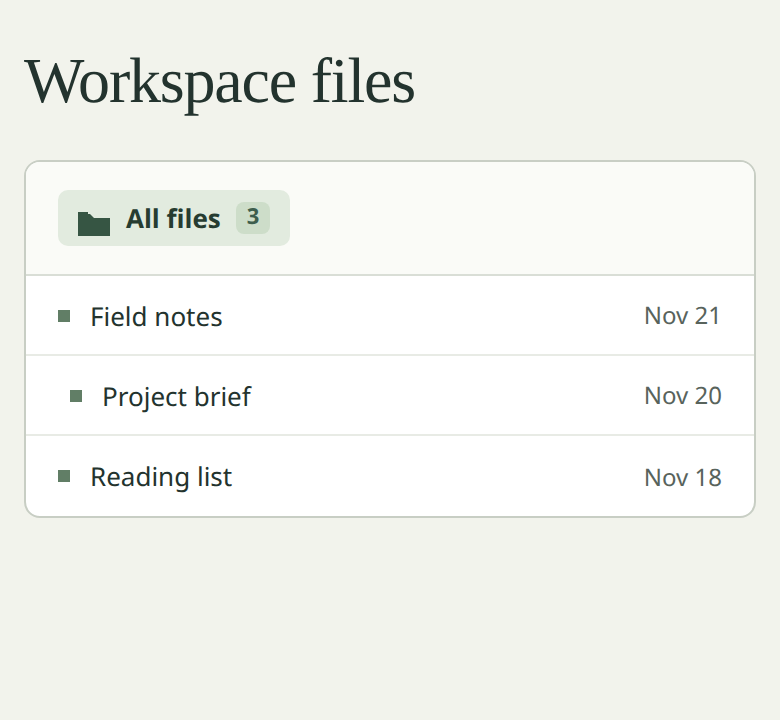 Workspace files
All files 3
Field notes Nov 21
Project brief Nov 20
Reading list Nov 18